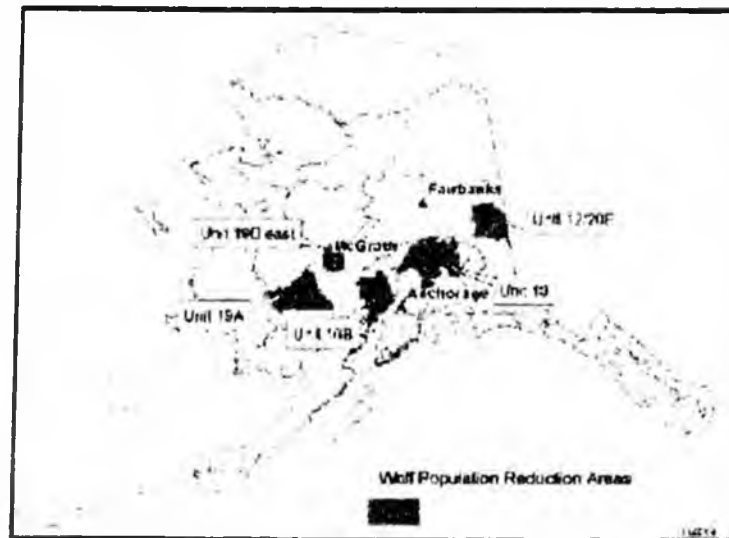 Fairbanks
Unit 12/20E
Unit 19D east
McGrath
Unit 19A
Unit 16B
Anchorage
Unit 13
Wolf Population Reduction Areas